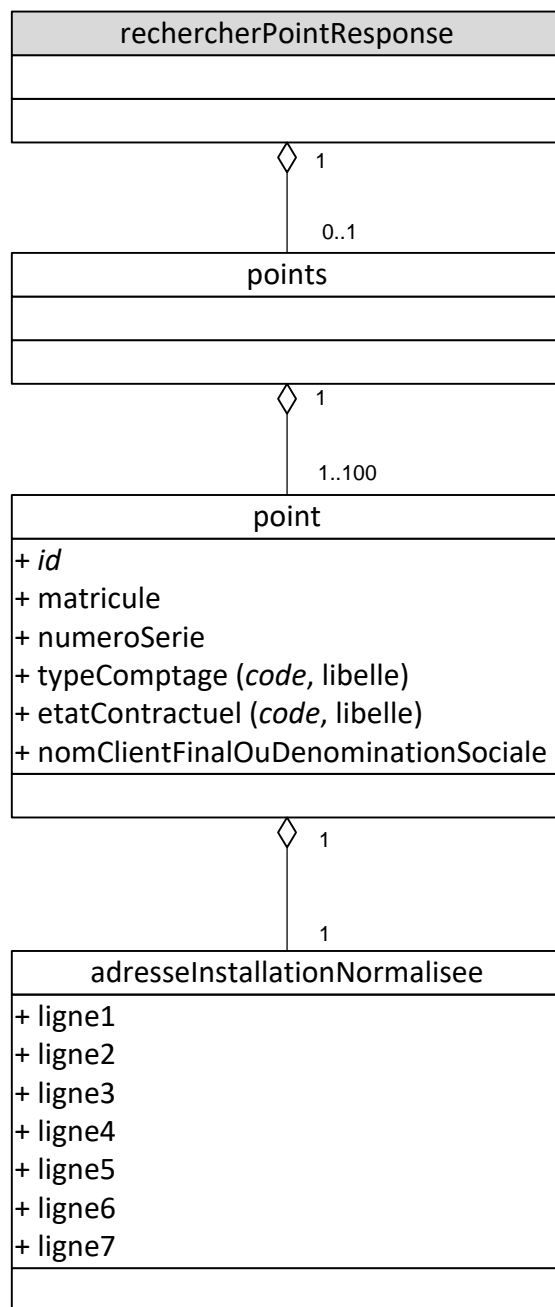 rechercherPointResponse
1
0..1
points
1
1..100
point
+ id
+ matricule
+ numeroSerie
+ typeComptage (code, libelle)
+ etatContractuel (code, libelle)
+ nomClientFinalOuDenominationSociale
1
1
adresseInstallationNormalisee
+ ligne1
+ ligne2
+ ligne3
+ ligne4
+ ligne5
+ ligne6
+ ligne7